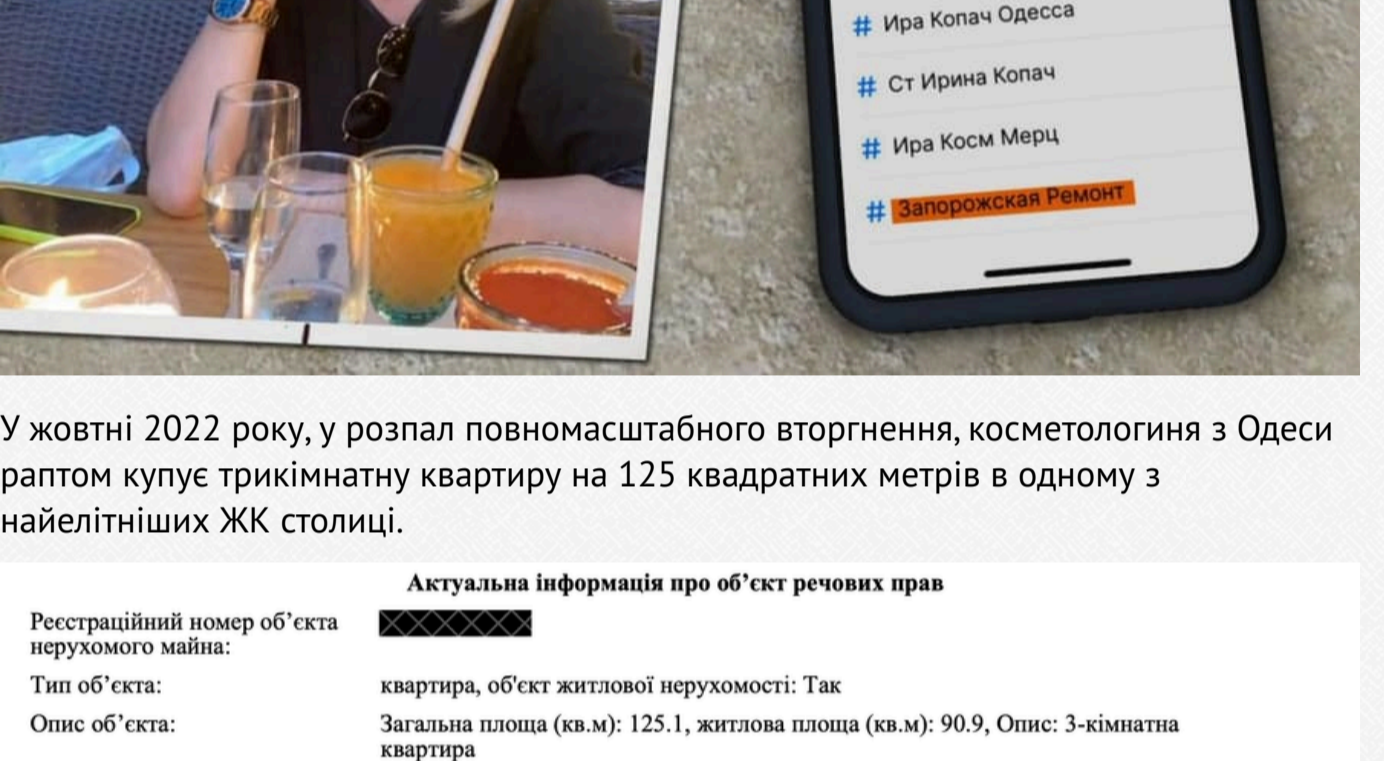 # Ира Копач Одесса
# Ст Ирина Копач
# Ира Косм Мерц
# Запорожская Ремонт
У жовтні 2022 року, у розпал повномасштабного вторгнення, косметологиня з Одеси
раптом купує трикімнатну квартиру на 125 квадратних метрів в одному з
найелітніших ЖК столиці.
Актуальна інформація про об’єкт речових прав
Реєстраційний номер об’єкта
нерухомого майна:
Тип об’єкта:
квартира, об'єкт житлової нерухомості: Так
Опис об’єкта:
Загальна площа (кв.м): 125.1, житлова площа (кв.м): 90.9, Опис: 3-кімнатна
квартира